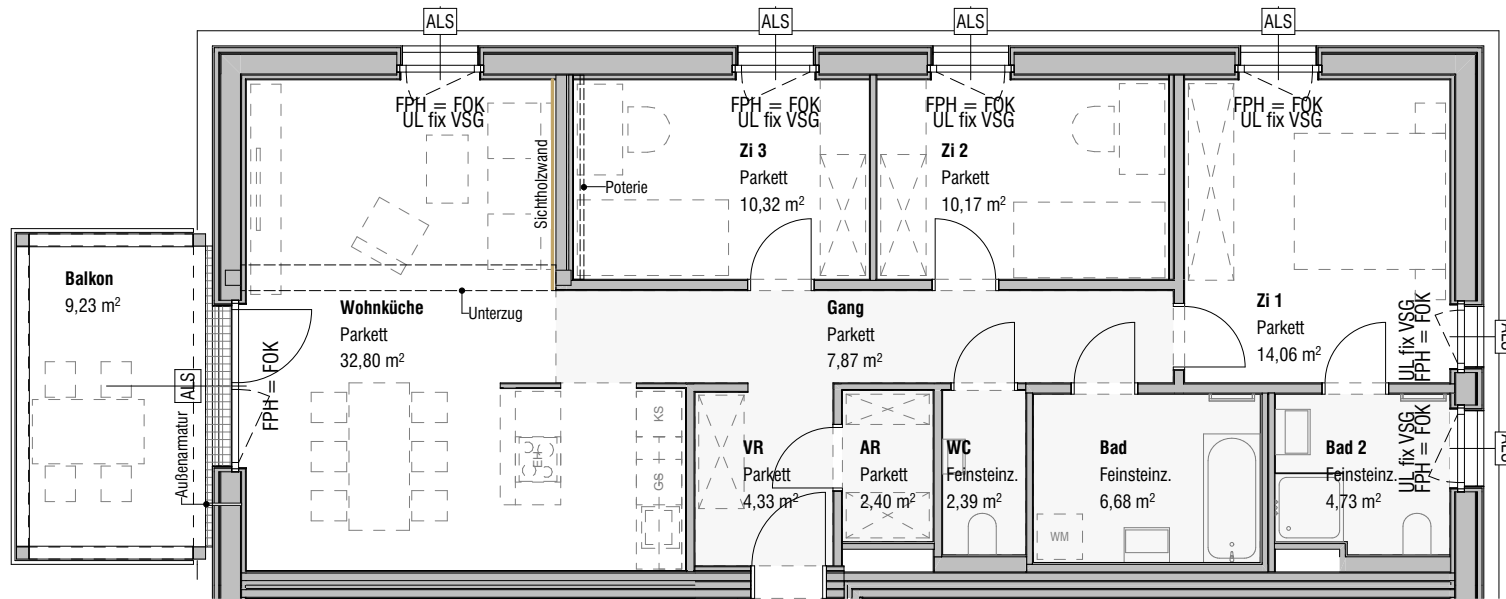 ALS
ALS
ALS
ALS
FPH = FOK
UL fix VSG
FPH = FOK
UL fix VSG
FPH = FOK
UL fix VSG
FPH = FOK
UL fix VSG
Sichtholzwand
Poterie
Zi 3
Parkett
10,32 m²
Zi 2
Parkett
10,17 m²
Balkon
9,23 m²
Wohnküche
Parkett
32,80 m²
Unterzug
Gang
Parkett
7,87 m²
Zi 1
Parkett
14,06 m²
UL fix VSG
FPH = FOK
ALS
ALS
FPH = FOK
Außenarmatur
KS
GS
EH
VR
Parkett
4,33 m²
AR
Parkett
2,40 m²
WC
Feinsteinz.
2,39 m²
Bad
Feinsteinz.
6,68 m²
WM
Bad 2
Feinsteinz.
4,73 m²
UL fix VSG
FPH = FOK
ALS